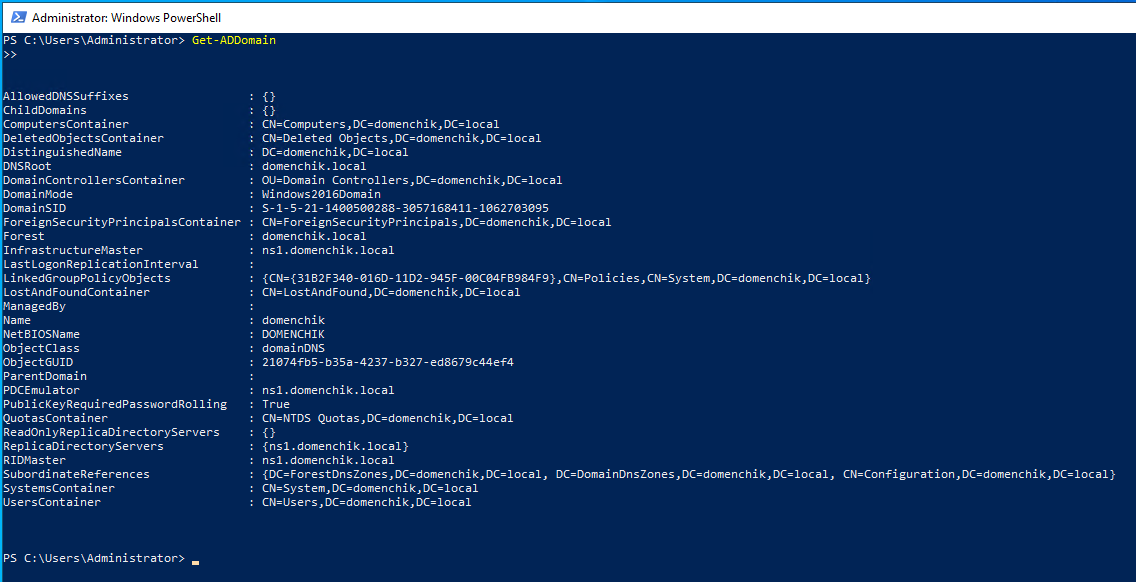 Administrator: Windows PowerShell
PS C:\Users\Administrator> Get-ADDomain
>>
AllowedDNSSuffixes : {}
ChildDomains : {}
ComputersContainer : CN=Computers,DC=domenchik,DC=local
DeletedObjectsContainer : CN=Deleted Objects,DC=domenchik,DC=local
DistinguishedName : DC=domenchik,DC=local
DNSRoot : domenchik.local
DomainControllersContainer : OU=Domain Controllers,DC=domenchik,DC=local
DomainMode : Windows2016Domain
DomainSID : S-1-5-21-1400500288-3057168411-1062703095
ForeignSecurityPrincipalsContainer : CN=ForeignSecurityPrincipals,DC=domenchik,DC=local
Forest : domenchik.local
InfrastructureMaster : ns1.domenchik.local
LastLogonReplicationInterval :
LinkedGroupPolicyObjects : {CN={31B2F340-016D-11D2-945F-00C04FB984F9},CN=Policies,CN=System,DC=domenchik,DC=local}
LostAndFoundContainer : CN=LostAndFound,DC=domenchik,DC=local
ManagedBy :
Name : domenchik
NetBIOSName : DOMENCHIK
ObjectClass : domainDNS
ObjectGUID : 21074fb5-b35a-4237-b327-ed8679c44ef4
ParentDomain :
PDCEmulator : ns1.domenchik.local
PublicKeyRequiredPasswordRolling : True
QuotasContainer : CN=NTDS Quotas,DC=domenchik,DC=local
ReadOnlyReplicaDirectoryServers : {}
ReplicaDirectoryServers : {ns1.domenchik.local}
RIDMaster : ns1.domenchik.local
SubordinateReferences : {DC=ForestDnsZones,DC=domenchik,DC=local, DC=DomainDnsZones,DC=domenchik,DC=local, CN=Configuration,DC=domenchik,DC=local}
SystemsContainer : CN=System,DC=domenchik,DC=local
UsersContainer : CN=Users,DC=domenchik,DC=local
PS C:\Users\Administrator>